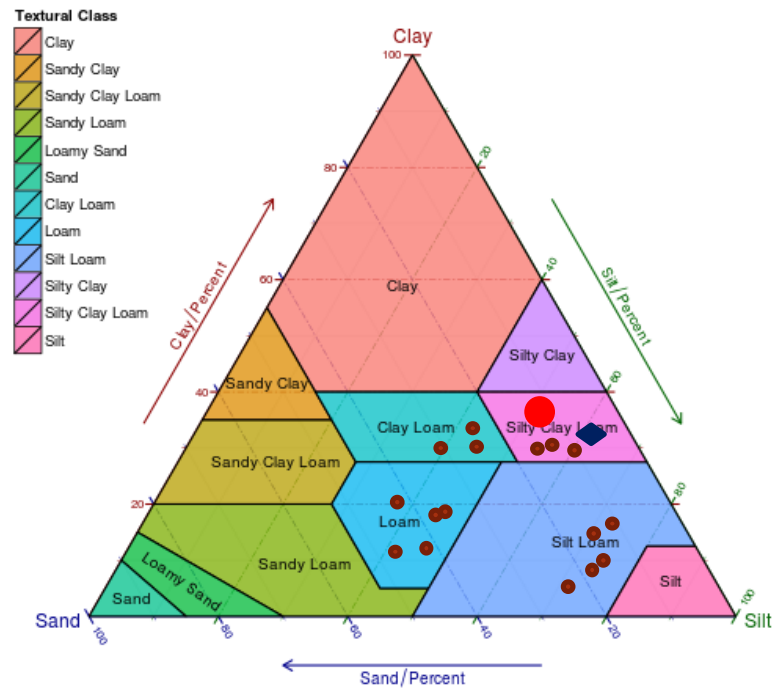 Textural Class
Clay
Sandy Clay
Sandy Clay Loam
Sandy Loam
Loamy Sand
Sand
Clay Loam
Loam
Silt Loam
Silty Clay
Silty Clay Loam
Silt
Clay
100
80
20
Clay/Percent
Silt/Percent
60
40
Clay
Silty Clay
40
60
Sandy Clay
Clay Loam
Silty Clay Loam
Sandy Clay Loam
20
80
Loam
Silt Loam
Sandy Loam
Loamy Sand
Silt
Sand
Sand
100
80
60
40
20
100
Silt
Sand/Percent